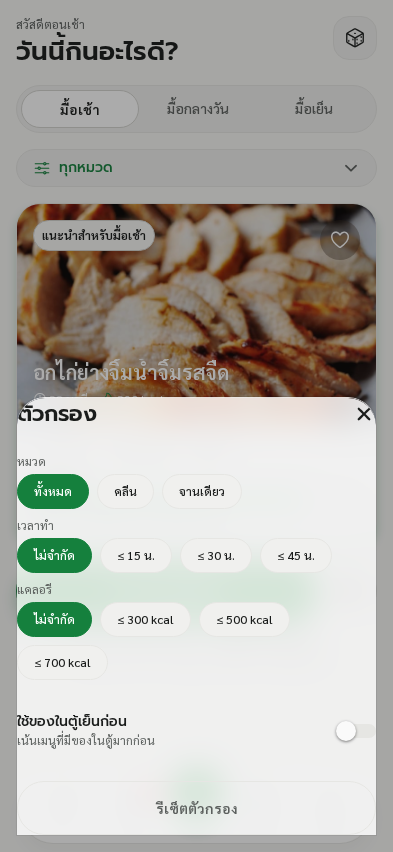 สวัสดีตอนเช้า
วันนี้กินอะไรดี?
มื้อเช้า
มื้อกลางวัน
มื้อเย็น
ทุกหมวด
แนะนำสำหรับมื้อเช้า
อกไก่ย่างจิ้มน้ำจิ้มรสจืด
ตัวกรอง
หมวด
ทั้งหมด
คลีน
จานเดียว
เวลาทำ
ไม่จำกัด
≤ 15 น.
≤ 30 น.
≤ 45 น.
แคลอรี
ไม่จำกัด
≤ 300 kcal
≤ 500 kcal
≤ 700 kcal
ใช้ของในตู้เย็นก่อน
เน้นเมนูที่มีของในตู้มากก่อน
รีเซ็ตตัวกรอง